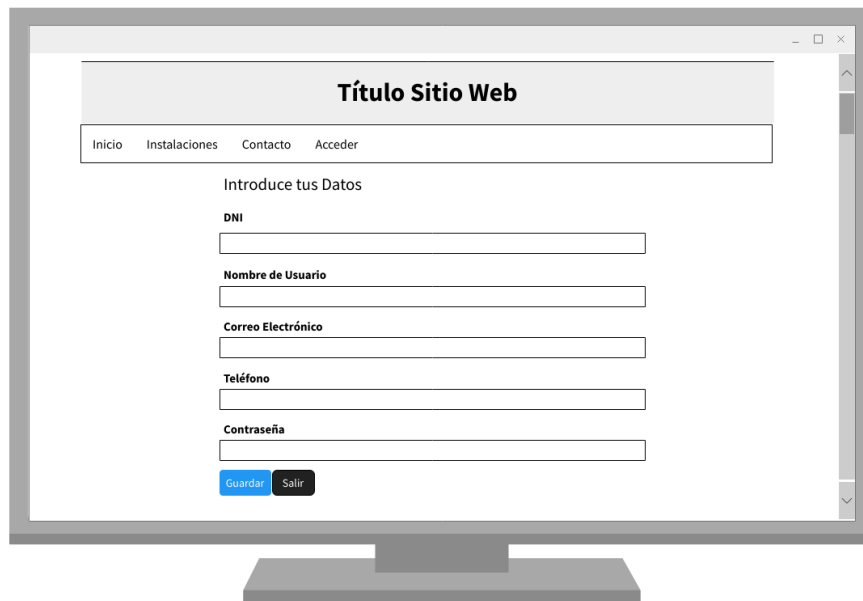 Título Sitio Web
Inicio Instalaciones Contacto Acceder
Introduce tus Datos
DNI
Nombre de Usuario
Correo Electrónico
Teléfono
Contraseña
Guardar Salir